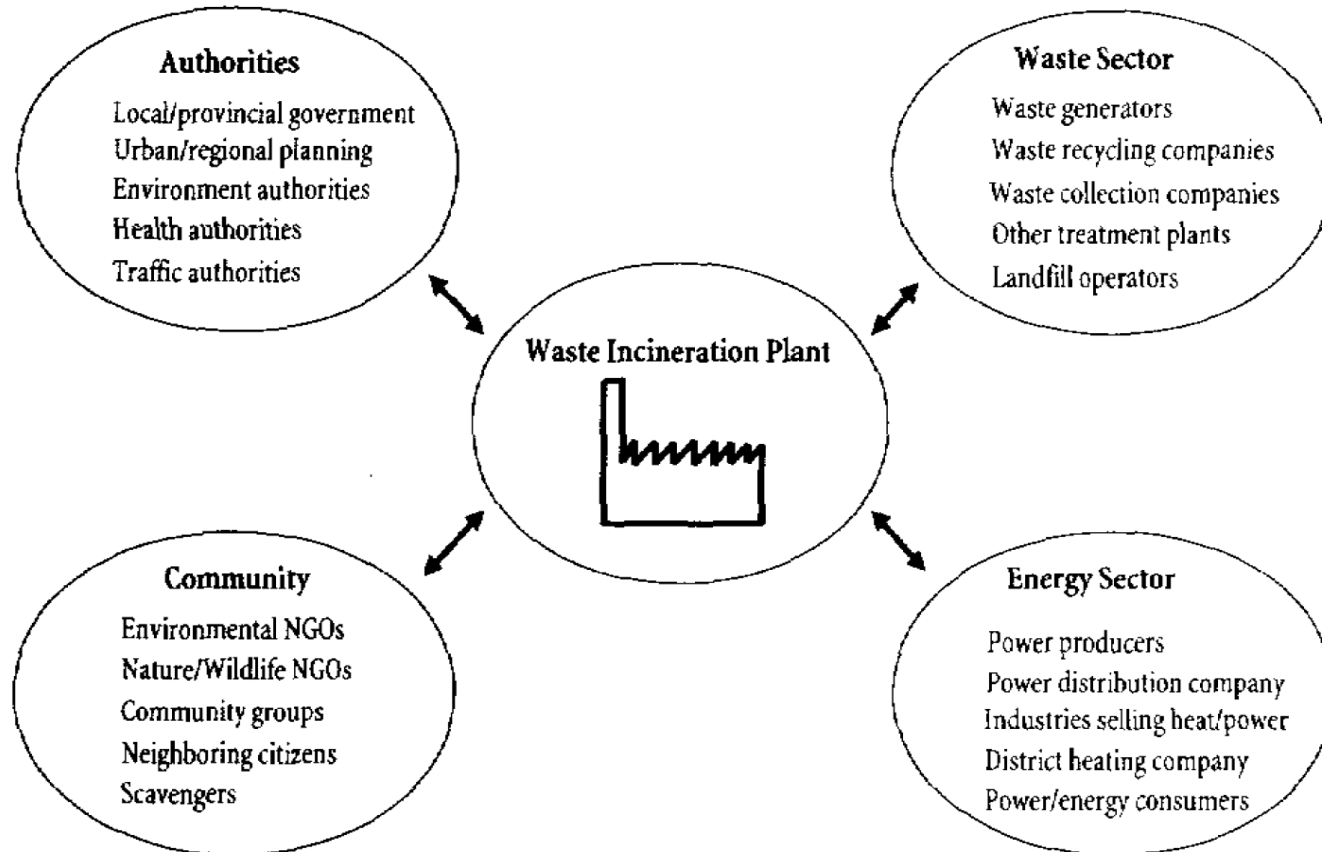 Authorities
Local/provincial government
Urban/regional planning
Environment authorities
Health authorities
Traffic authorities
Waste Sector
Waste generators
Waste recycling companies
Waste collection companies
Other treatment plants
Landfill operators
Waste Incineration Plant
Community
Environmental NGOs
Nature/Wildlife NGOs
Community groups
Neighboring citizens
Scavengers
Energy Sector
Power producers
Power distribution company
Industries selling heat/power
District heating company
Power/energy consumers